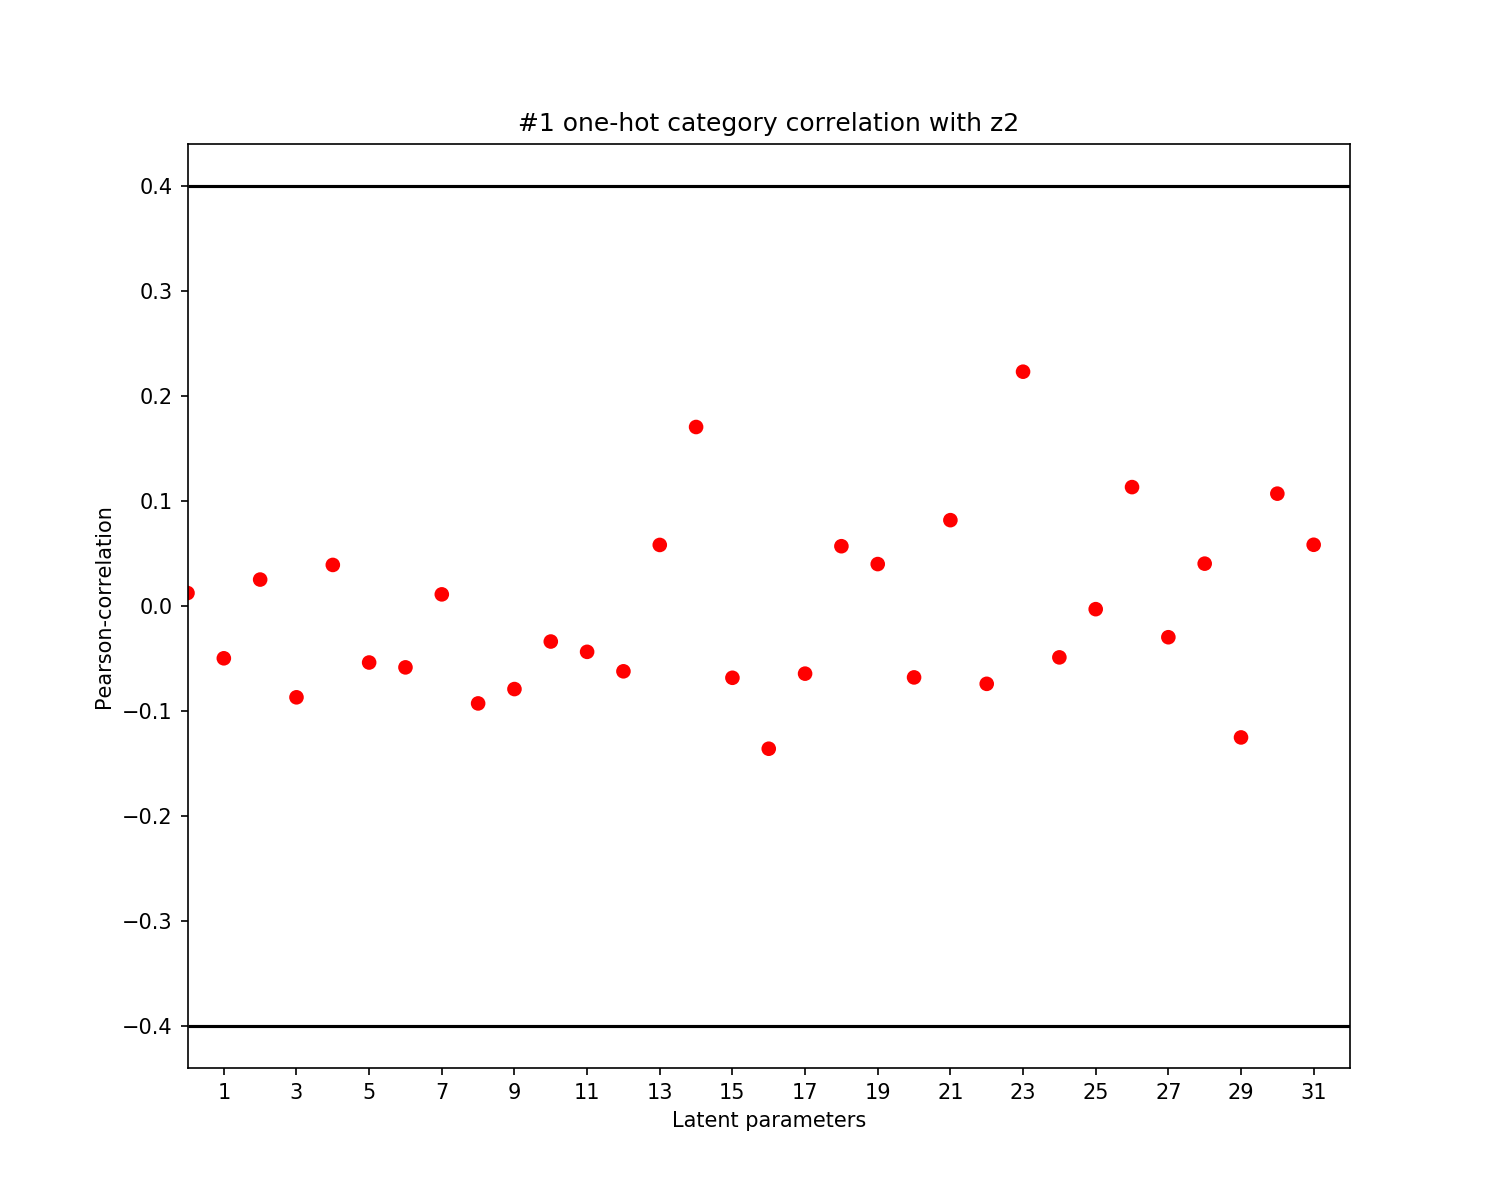 #1 one-hot category correlation with z2
0.4
0.3
0.2
0.1
0.0
−0.1
−0.2
−0.3
−0.4
Pearson-correlation
1 3 5 7 9 11 13 15 17 19 21 23 25 27 29 31
Latent parameters